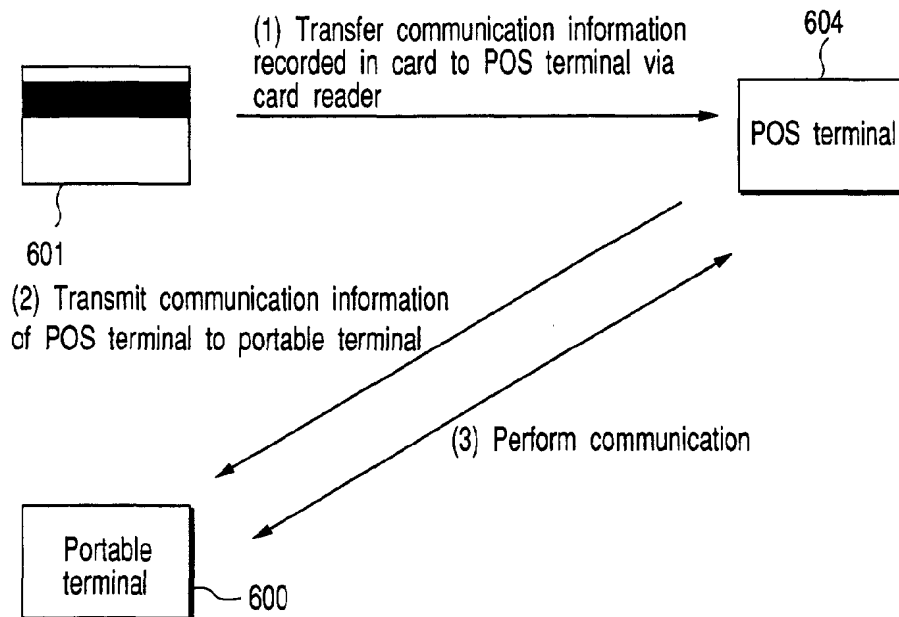 (1) Transfer communication information
recorded in card to POS terminal via
card reader
604
POS terminal
601
(2) Transmit communication information
of POS terminal to portable terminal
(3) Perform communication
Portable
terminal
600